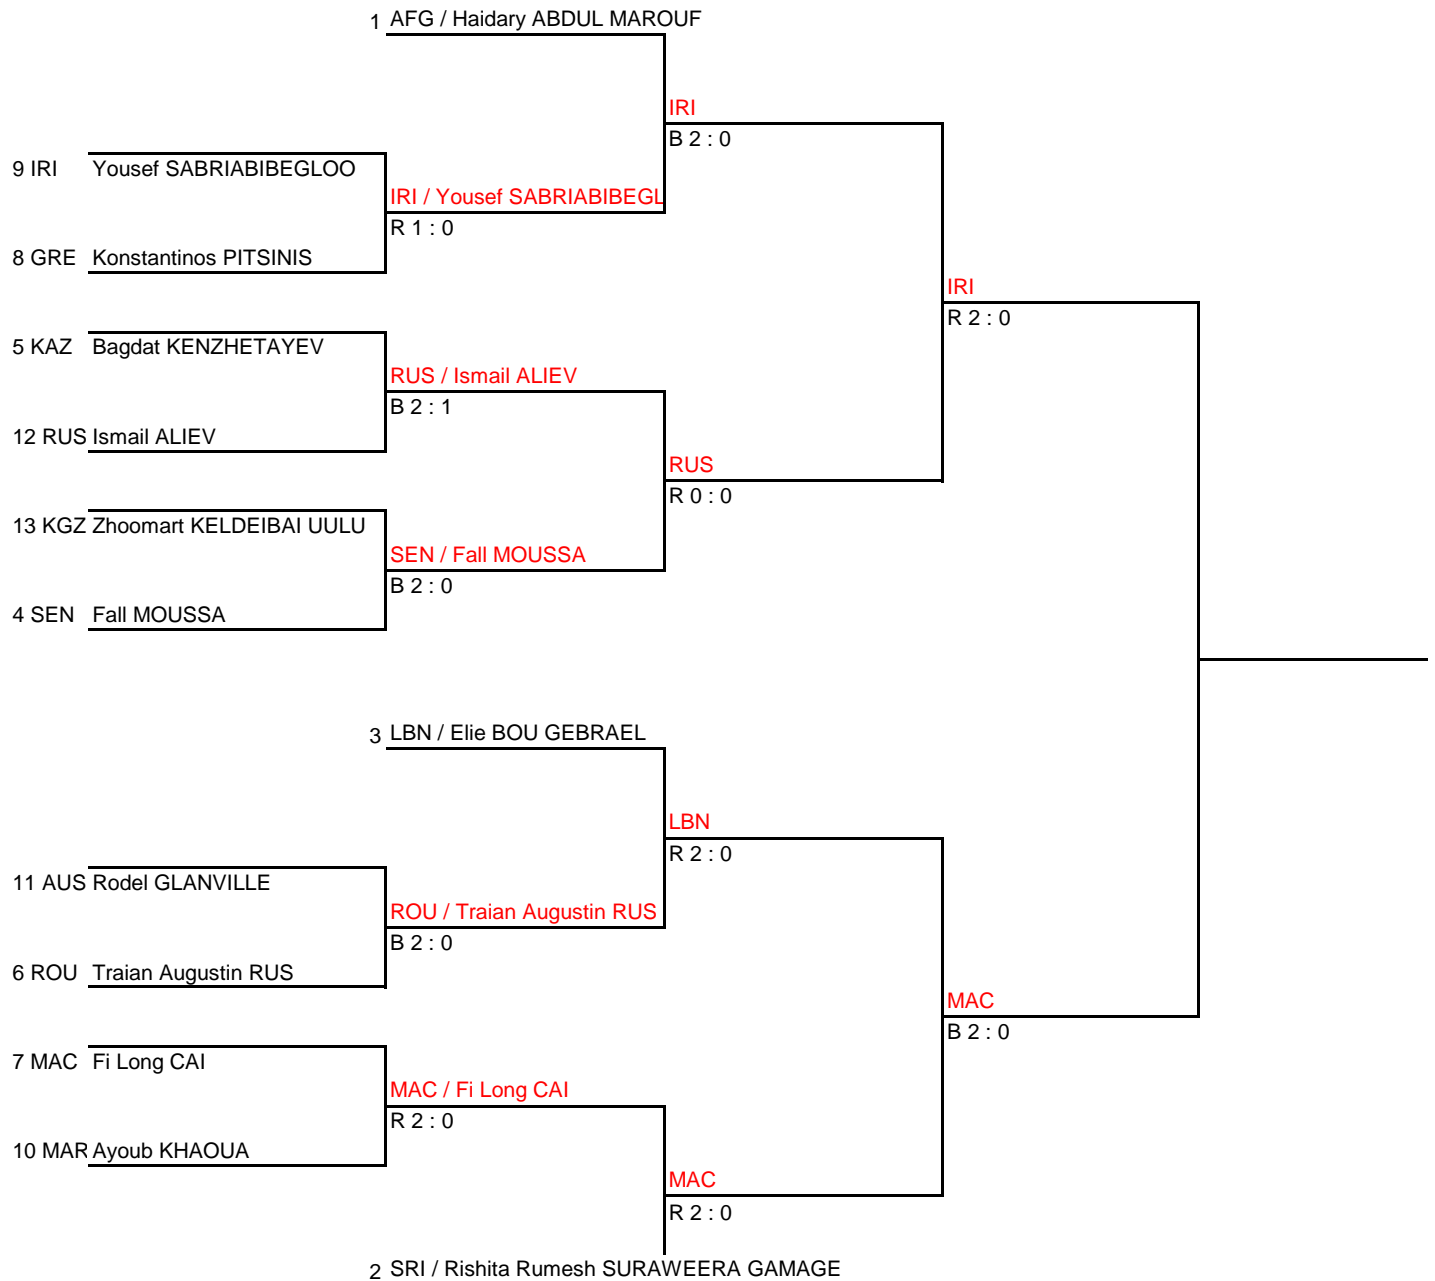 1 AFG / Haidary ABDUL MAROUF
IRI
B 2 : 0
9 IRI Yousef SABRIABIBEGLOO
IRI / Yousef SABRIABIBEGL
R 1 : 0
8 GRE Konstantinos PITSINIS
IRI
R 2 : 0
5 KAZ Bagdat KENZHETAYEV
RUS / Ismail ALIEV
B 2 : 1
12 RUS Ismail ALIEV
RUS
R 0 : 0
13 KGZ Zhoomart KELDEIBAI UULU
SEN / Fall MOUSSA
B 2 : 0
4 SEN Fall MOUSSA
3 LBN / Elie BOU GEBRAEL
LBN
R 2 : 0
11 AUS Rodel GLANVILLE
ROU / Traian Augustin RUS
B 2 : 0
6 ROU Traian Augustin RUS
MAC
B 2 : 0
7 MAC Fi Long CAI
MAC / Fi Long CAI
R 2 : 0
10 MAR Ayoub KHAOUA
MAC
R 2 : 0
2 SRI / Rishita Rumesh SURAWEERA GAMAGE